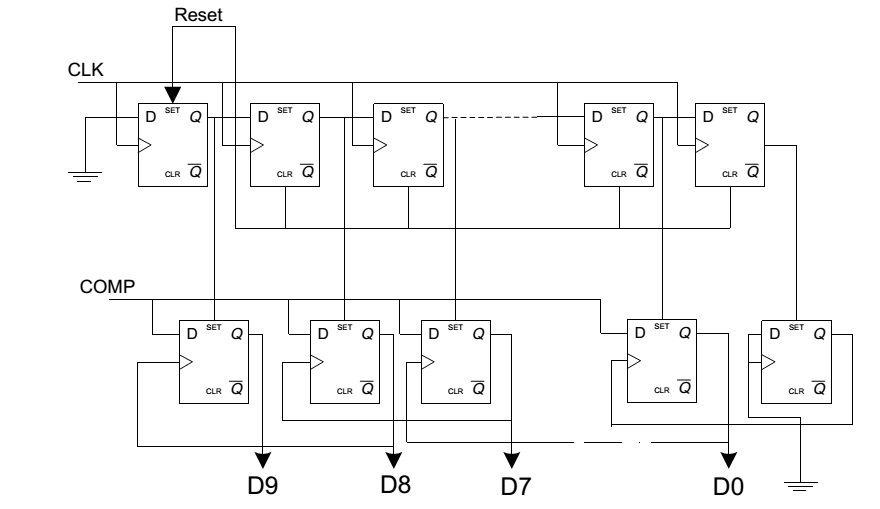 Reset
CLK
D SET Q D SET Q D SET Q D SET Q D SET Q
CLR Q̅ CLR Q̅ CLR Q̅ CLR Q̅ CLR Q̅
COMP
D SET Q D SET Q D SET Q D SET Q D SET Q
CLR Q̅ CLR Q̅ CLR Q̅ CLR Q̅ CLR Q̅
D9 D8 D7 D0